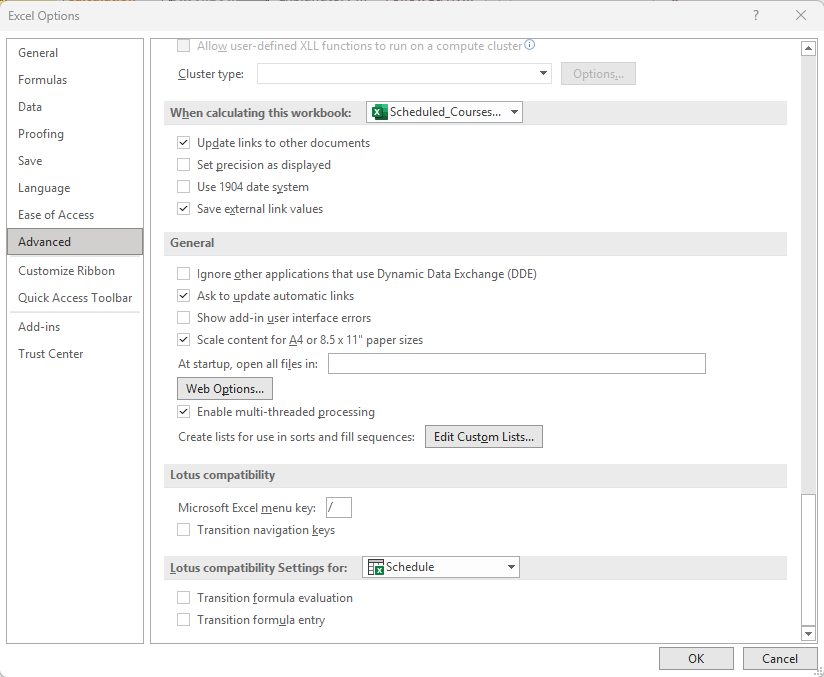 Excel Options
?
General
Formulas
Data
Proofing
Save
Language
Ease of Access
Advanced
Customize Ribbon
Quick Access Toolbar
Add-ins
Trust Center
Allow user-defined XLL functions to run on a compute cluster
Cluster type:
Options...
When calculating this workbook: Scheduled_Courses...
Update links to other documents
Set precision as displayed
Use 1904 date system
Save external link values
General
Ignore other applications that use Dynamic Data Exchange (DDE)
Ask to update automatic links
Show add-in user interface errors
Scale content for A4 or 8.5 x 11" paper sizes
At startup, open all files in:
Web Options...
Enable multi-threaded processing
Create lists for use in sorts and fill sequences: Edit Custom Lists...
Lotus compatibility
Microsoft Excel menu key: /
Transition navigation keys
Lotus compatibility Settings for: Schedule
Transition formula evaluation
Transition formula entry
OK Cancel